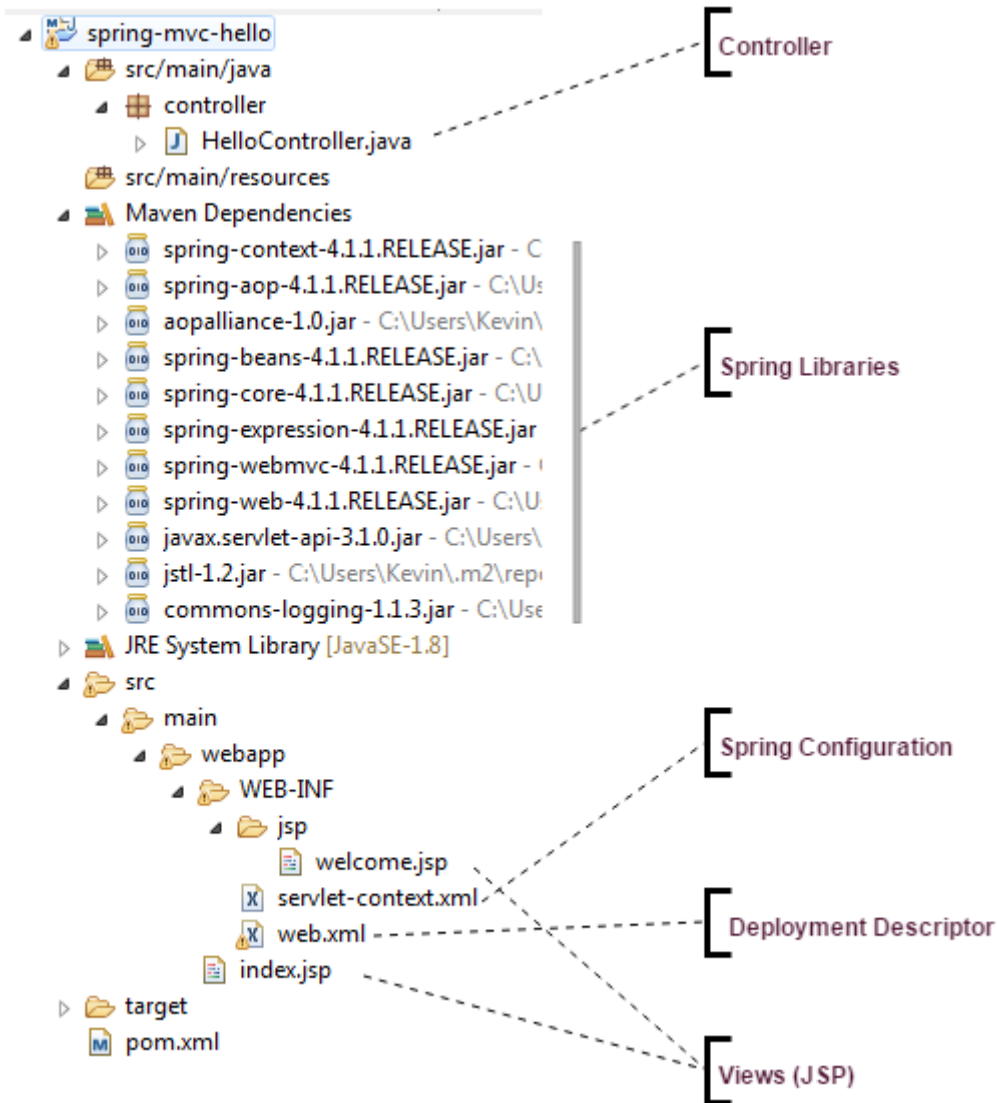 spring-mvc-hello
Controller
src/main/java
controller
HelloController.java
src/main/resources
Maven Dependencies
spring-context-4.1.1.RELEASE.jar - C
spring-aop-4.1.1.RELEASE.jar - C:\Us
aopalliance-1.0.jar - C:\Users\Kevin\
spring-beans-4.1.1.RELEASE.jar - C:\
Spring Libraries
spring-core-4.1.1.RELEASE.jar - C:\U
spring-expression-4.1.1.RELEASE.jar
spring-webmvc-4.1.1.RELEASE.jar -
spring-web-4.1.1.RELEASE.jar - C:\U
javax.servlet-api-3.1.0.jar - C:\Users\
jstl-1.2.jar - C:\Users\Kevin\.m2\rep
commons-logging-1.1.3.jar - C:\Use
JRE System Library [JavaSE-1.8]
src
main
webapp
Spring Configuration
WEB-INF
jsp
welcome.jsp
servlet-context.xml
web.xml
Deployment Descriptor
index.jsp
target
pom.xml
Views (JSP)